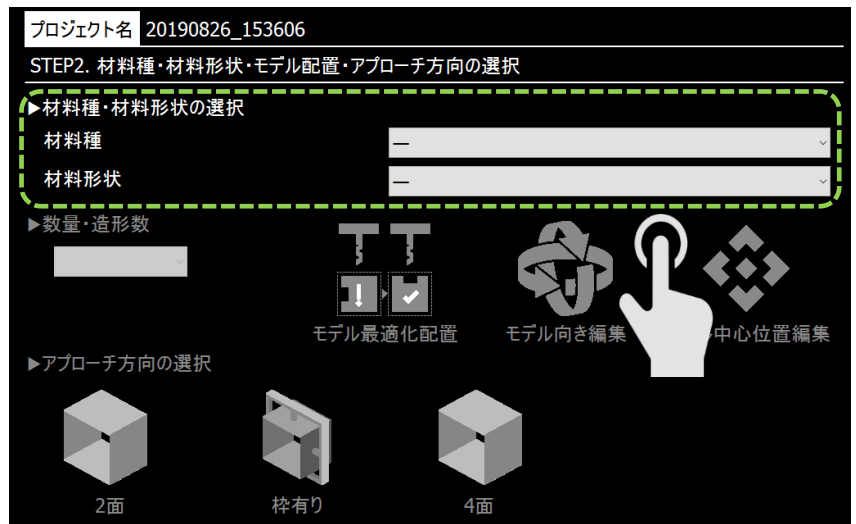 プロジェクト名 20190826_153606
STEP2. 材料種・材料形状・モデル配置・アプローチ方向の選択
▶材料種・材料形状の選択
材料種 —
材料形状 —
▶数量・造形数
モデル最適化配置 モデル向き編集 中心位置編集
▶アプローチ方向の選択
2面 枠有り 4面